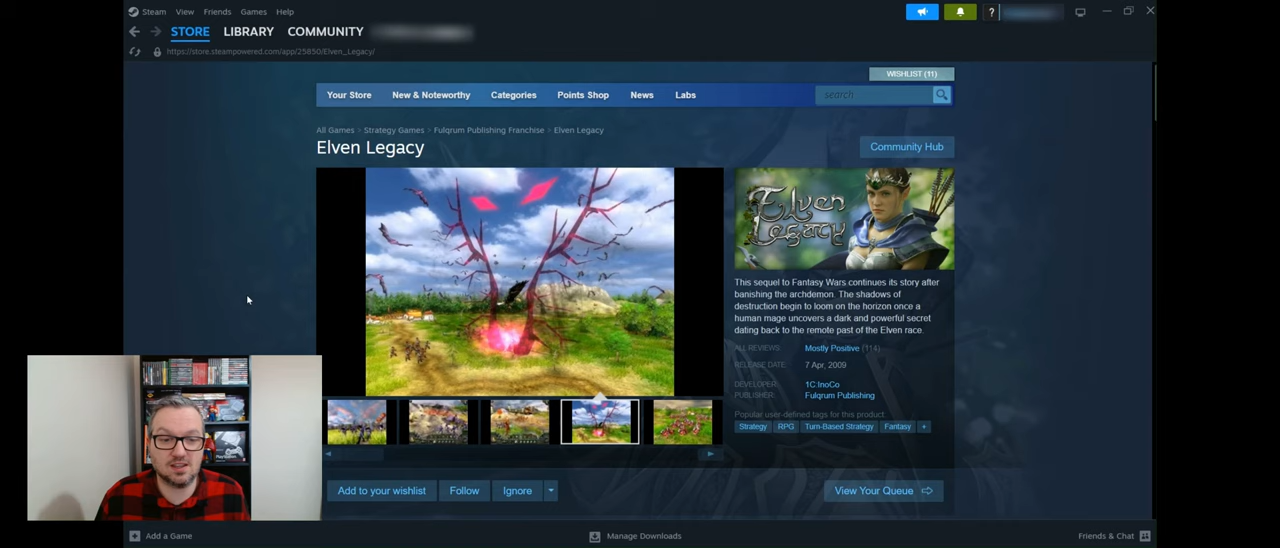 Steam View Friends Games Help
STORE LIBRARY COMMUNITY
https://store.steampowered.com/app/25850/Elven_Legacy/
WISHLIST (11)
Your Store New & Noteworthy Categories Points Shop News Labs search
All Games > Strategy Games > Fulqrum Publishing Franchise > Elven Legacy
Elven Legacy
Community Hub
Elven
Legacy
This sequel to Fantasy Wars continues its story after
banishing the archdemon. The shadows of
destruction begin to loom on the horizon once a
human mage uncovers a dark and powerful secret
dating back to the remote past of the Elven race.
ALL REVIEWS: Mostly Positive (114)
RELEASE DATE: 7 Apr, 2009
DEVELOPER: 1C:InoCo
PUBLISHER: Fulqrum Publishing
Popular user-defined tags for this product:
Strategy RPG Turn-Based Strategy Fantasy +
Add to your wishlist Follow Ignore View Your Queue
Add a Game Manage Downloads Friends & Chat